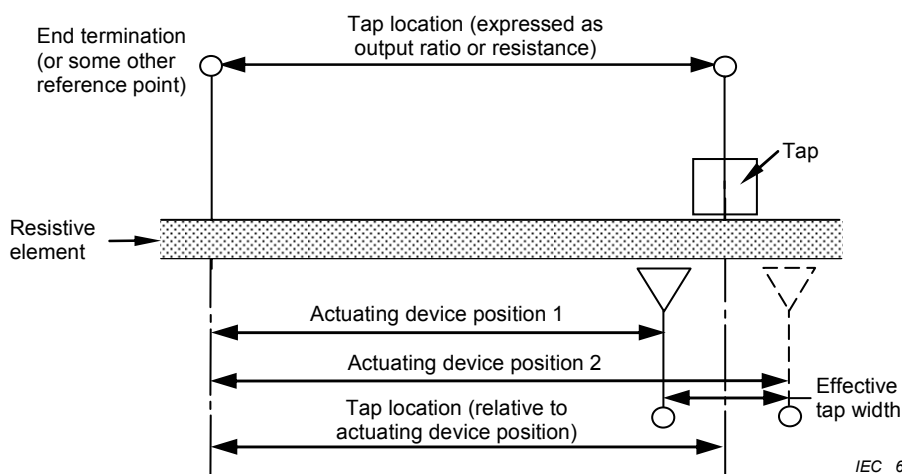 End termination
(or some other
reference point)
Tap location (expressed as
output ratio or resistance)
Tap
Resistive
element
Actuating device position 1
Actuating device position 2
Effective
tap width
Tap location (relative to
actuating device position)
IEC 6